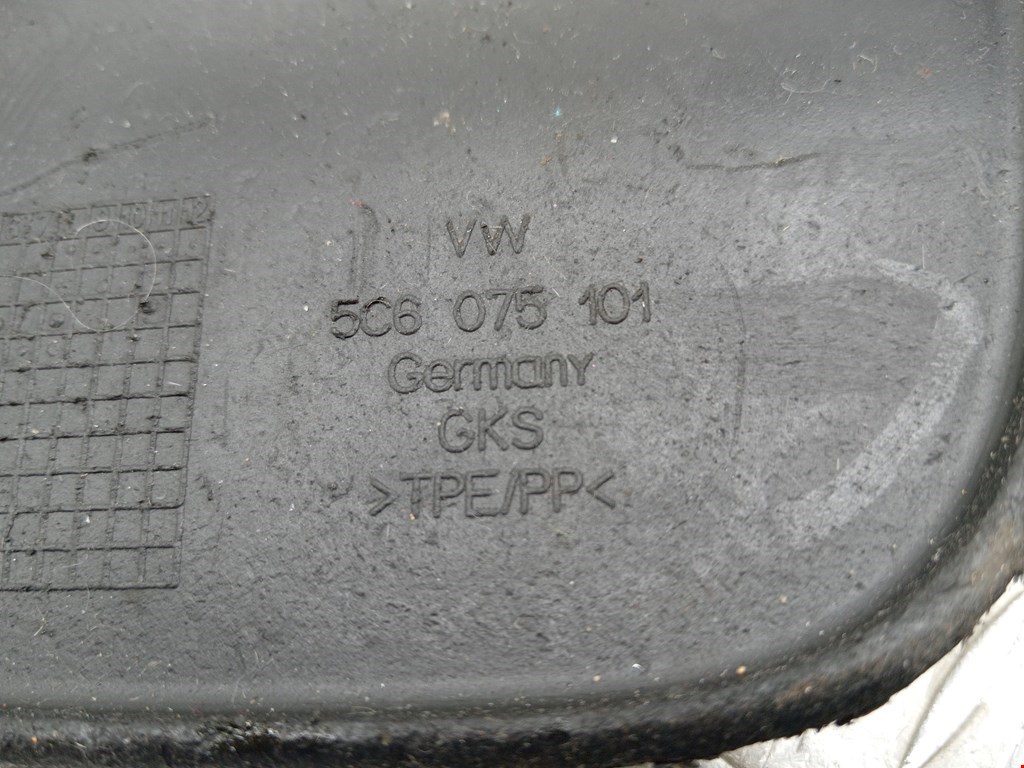 VW
5C6 075 101
Germany
GKS
>TPE/PP<